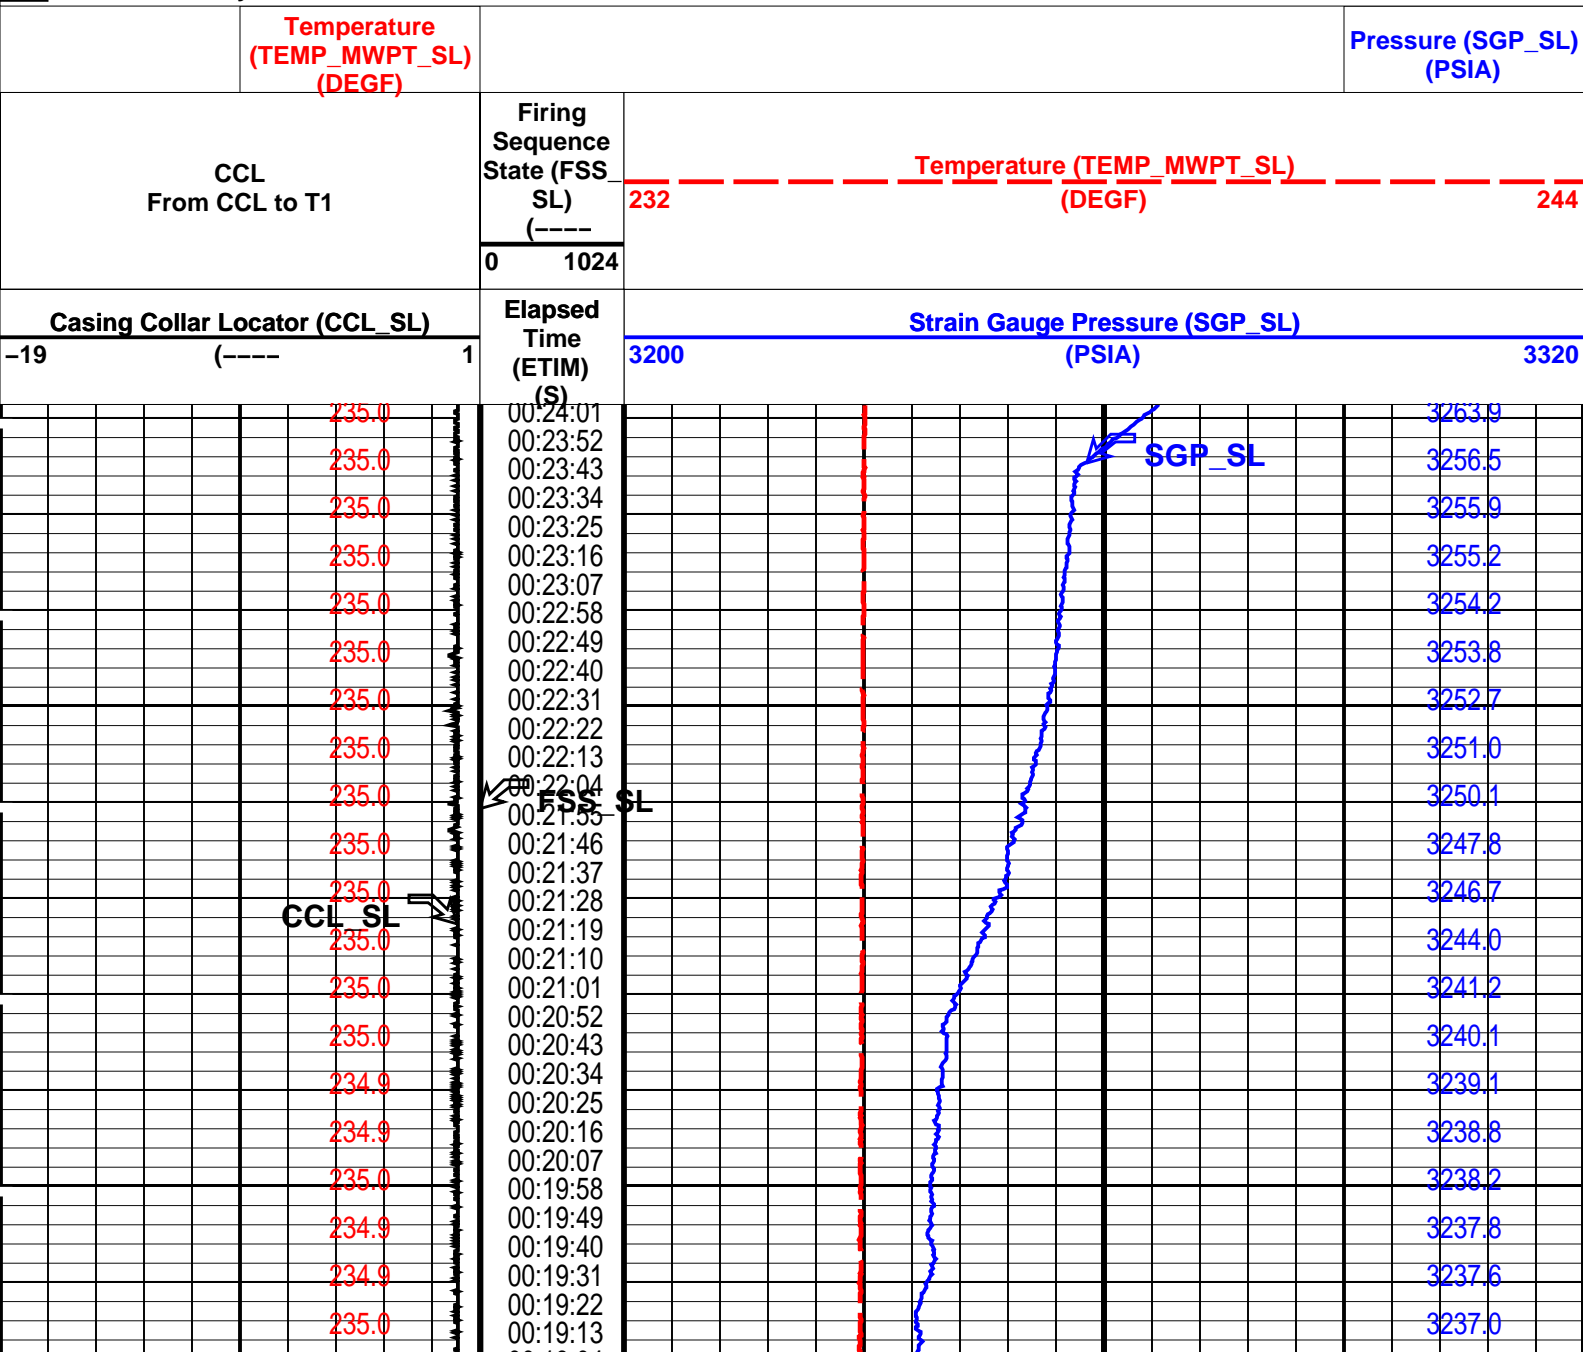 Temperature
(TEMP_MWPT_SL)
(DEGF)
Pressure (SGP_SL)
(PSIA)
CCL
From CCL to T1
Firing
Sequence
State (FSS_
SL)
(----
0 1024
Temperature (TEMP_MWPT_SL)
232 (DEGF) 244
Casing Collar Locator (CCL_SL)
-19 (---- 1
Elapsed
Time
(ETIM)
(S)
Strain Gauge Pressure (SGP_SL)
3200 (PSIA) 3320
235.0 00:24:01 3263.9
00:23:52
SGP_SL
235.0 00:23:43 3256.5
00:23:34
235.0 3255.9
00:23:25
235.0 00:23:16 3255.2
00:23:07
235.0 00:22:58 3254.2
00:22:49
235.0 3253.8
00:22:40
235.0 00:22:31 3252.7
00:22:22
235.0 00:22:13 3251.0
00:22:04
235.0 FSS_SL 3250.1
00:21:55
235.0 00:21:46 3247.8
00:21:37
235.0 00:21:28 3246.7
CCL_SL
00:21:19
235.0 3244.0
00:21:10
235.0 00:21:01 3241.2
00:20:52
235.0 00:20:43 3240.1
00:20:34
234.9 3239.1
00:20:25
234.9 00:20:16 3238.8
00:20:07
235.0 00:19:58 3238.2
00:19:49
234.9 3237.8
00:19:40
234.9 00:19:31 3237.6
00:19:22
235.0 00:19:13 3237.0